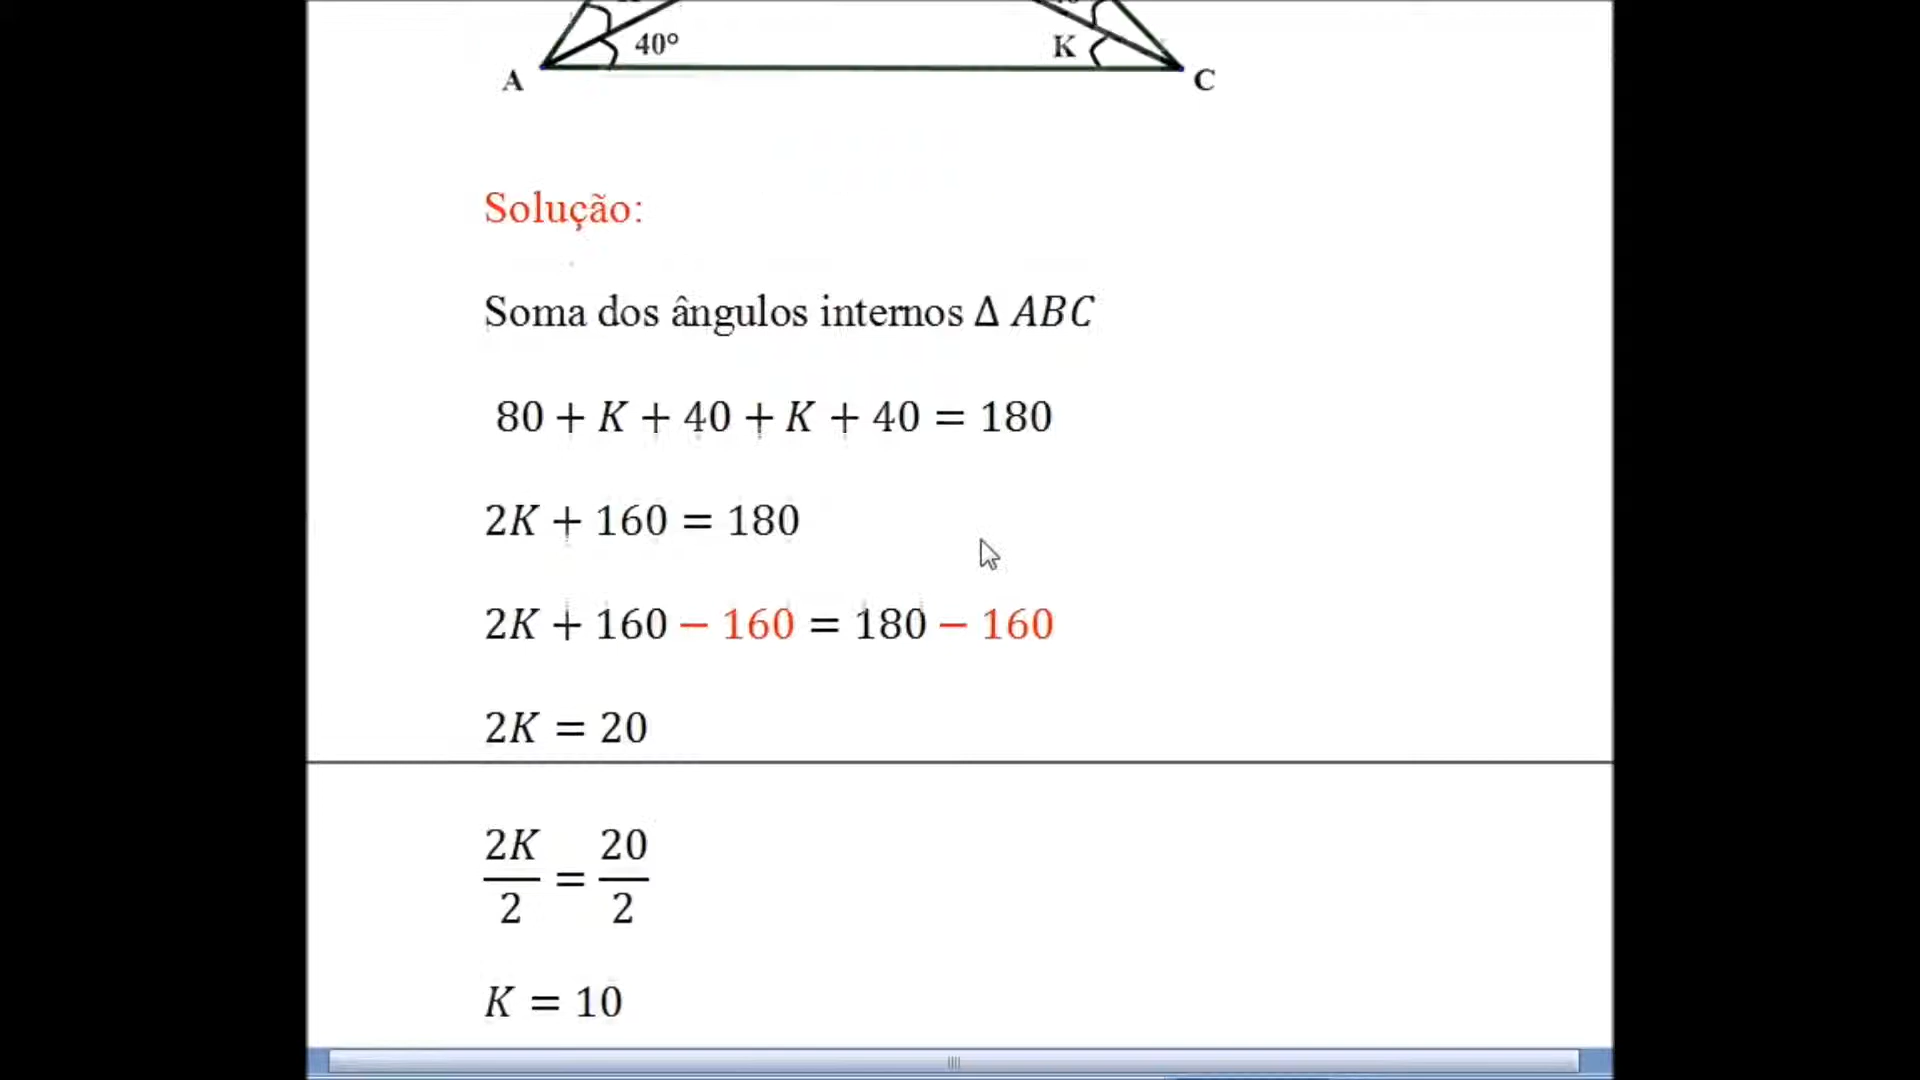 40°
K
A
C
Solução:
Soma dos ângulos internos Δ ABC
80 + K + 40 + K + 40 = 180
2K + 160 = 180
2K + 160 − 160 = 180 − 160
2K = 20
2K/2 = 20/2
K = 10